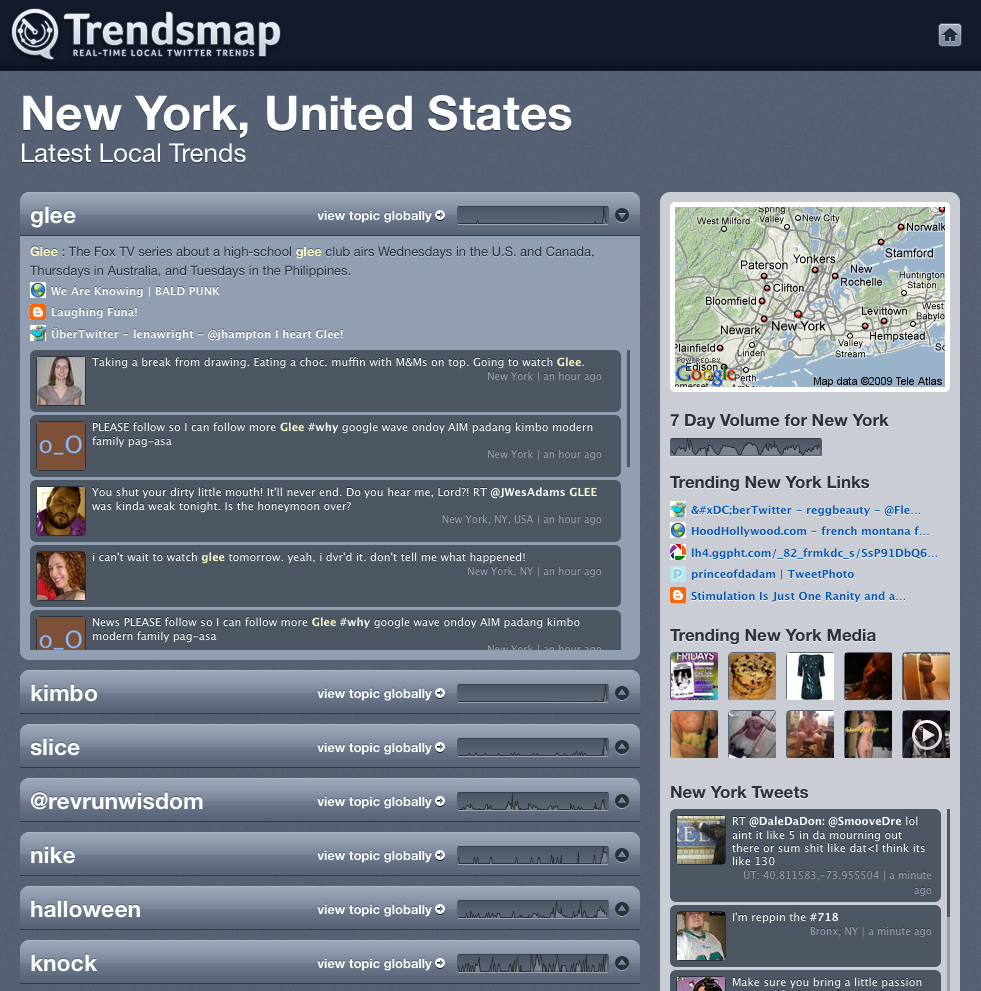 Trendsmap
REAL-TIME LOCAL TWITTER TRENDS
New York, United States
Latest Local Trends
glee
view topic globally
Glee : The Fox TV series about a high-school glee club airs Wednesdays in the U.S. and Canada,
Thursdays in Australia, and Tuesdays in the Philippines.
We Are Knowing | BALD PUNK
Laughing Funa!
ÜberTwitter - lenawright - @jhampton I heart Glee!
Taking a break from drawing. Eating a choc. muffin with M&Ms on top. Going to watch Glee.
New York | an hour ago
o_O
PLEASE follow so I can follow more Glee #why google wave ondoy AIM padang kimbo modern
family pag-asa
New York | an hour ago
You shut your dirty little mouth! It'll never end. Do you hear me, Lord?! RT @JWesAdams GLEE
was kinda weak tonight. Is the honeymoon over?
New York, NY, USA | an hour ago
i can't wait to watch glee tomorrow. yeah, i dvr'd it. don't tell me what happened!
New York, NY | an hour ago
o_O
News PLEASE follow so I can follow more Glee #why google wave ondoy AIM padang kimbo
modern family pag-asa
New York | an hour ago
kimbo
view topic globally
slice
view topic globally
@revrunwisdom
view topic globally
nike
view topic globally
halloween
view topic globally
knock
view topic globally
West Milford
Spring
Valley
New City
Norwalk
Stamford
Paterson
Yonkers
New
Rochelle
Huntington
Station
Clifton
Bloomfield
Levittown
West
Babylo
Newark
New York
Hempstead
Plainfield
Linden
Valley
Stream
POWERED BY
Edison
Google
Perth
omerset
Map data ©2009 Tele Atlas
7 Day Volume for New York
Trending New York Links
&#xDC;berTwitter - reggbeauty - @Fle...
HoodHollywood.com - french montana f...
lh4.ggpht.com/_82_frmkdc_s/SsP91DbQ6...
princeofdadam | TweetPhoto
Stimulation Is Just One Ranity and a...
Trending New York Media
FRIDAYS
New York Tweets
RT @DaleDaDon: @SmooveDre lol
aint it like 5 in da mourning out
there or sum shit like dat<I think its
like 130
ÜT: 40.811583,-73.955504 | a minute
ago
I'm reppin the #718
Bronx, NY | a minute ago
Make sure you bring a little passion